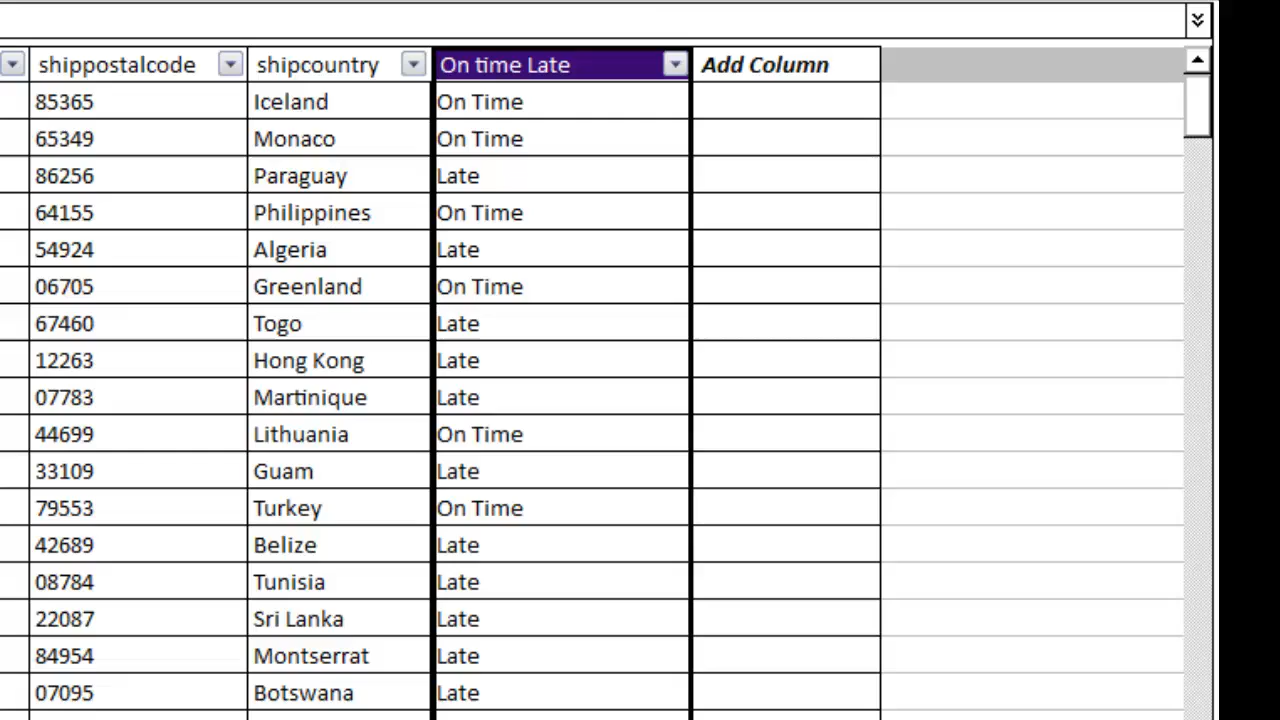 shippostalcode shipcountry On time Late Add Column
85365 Iceland On Time
65349 Monaco On Time
86256 Paraguay Late
64155 Philippines On Time
54924 Algeria Late
06705 Greenland On Time
67460 Togo Late
12263 Hong Kong Late
07783 Martinique Late
44699 Lithuania On Time
33109 Guam Late
79553 Turkey On Time
42689 Belize Late
08784 Tunisia Late
22087 Sri Lanka Late
84954 Montserrat Late
07095 Botswana Late